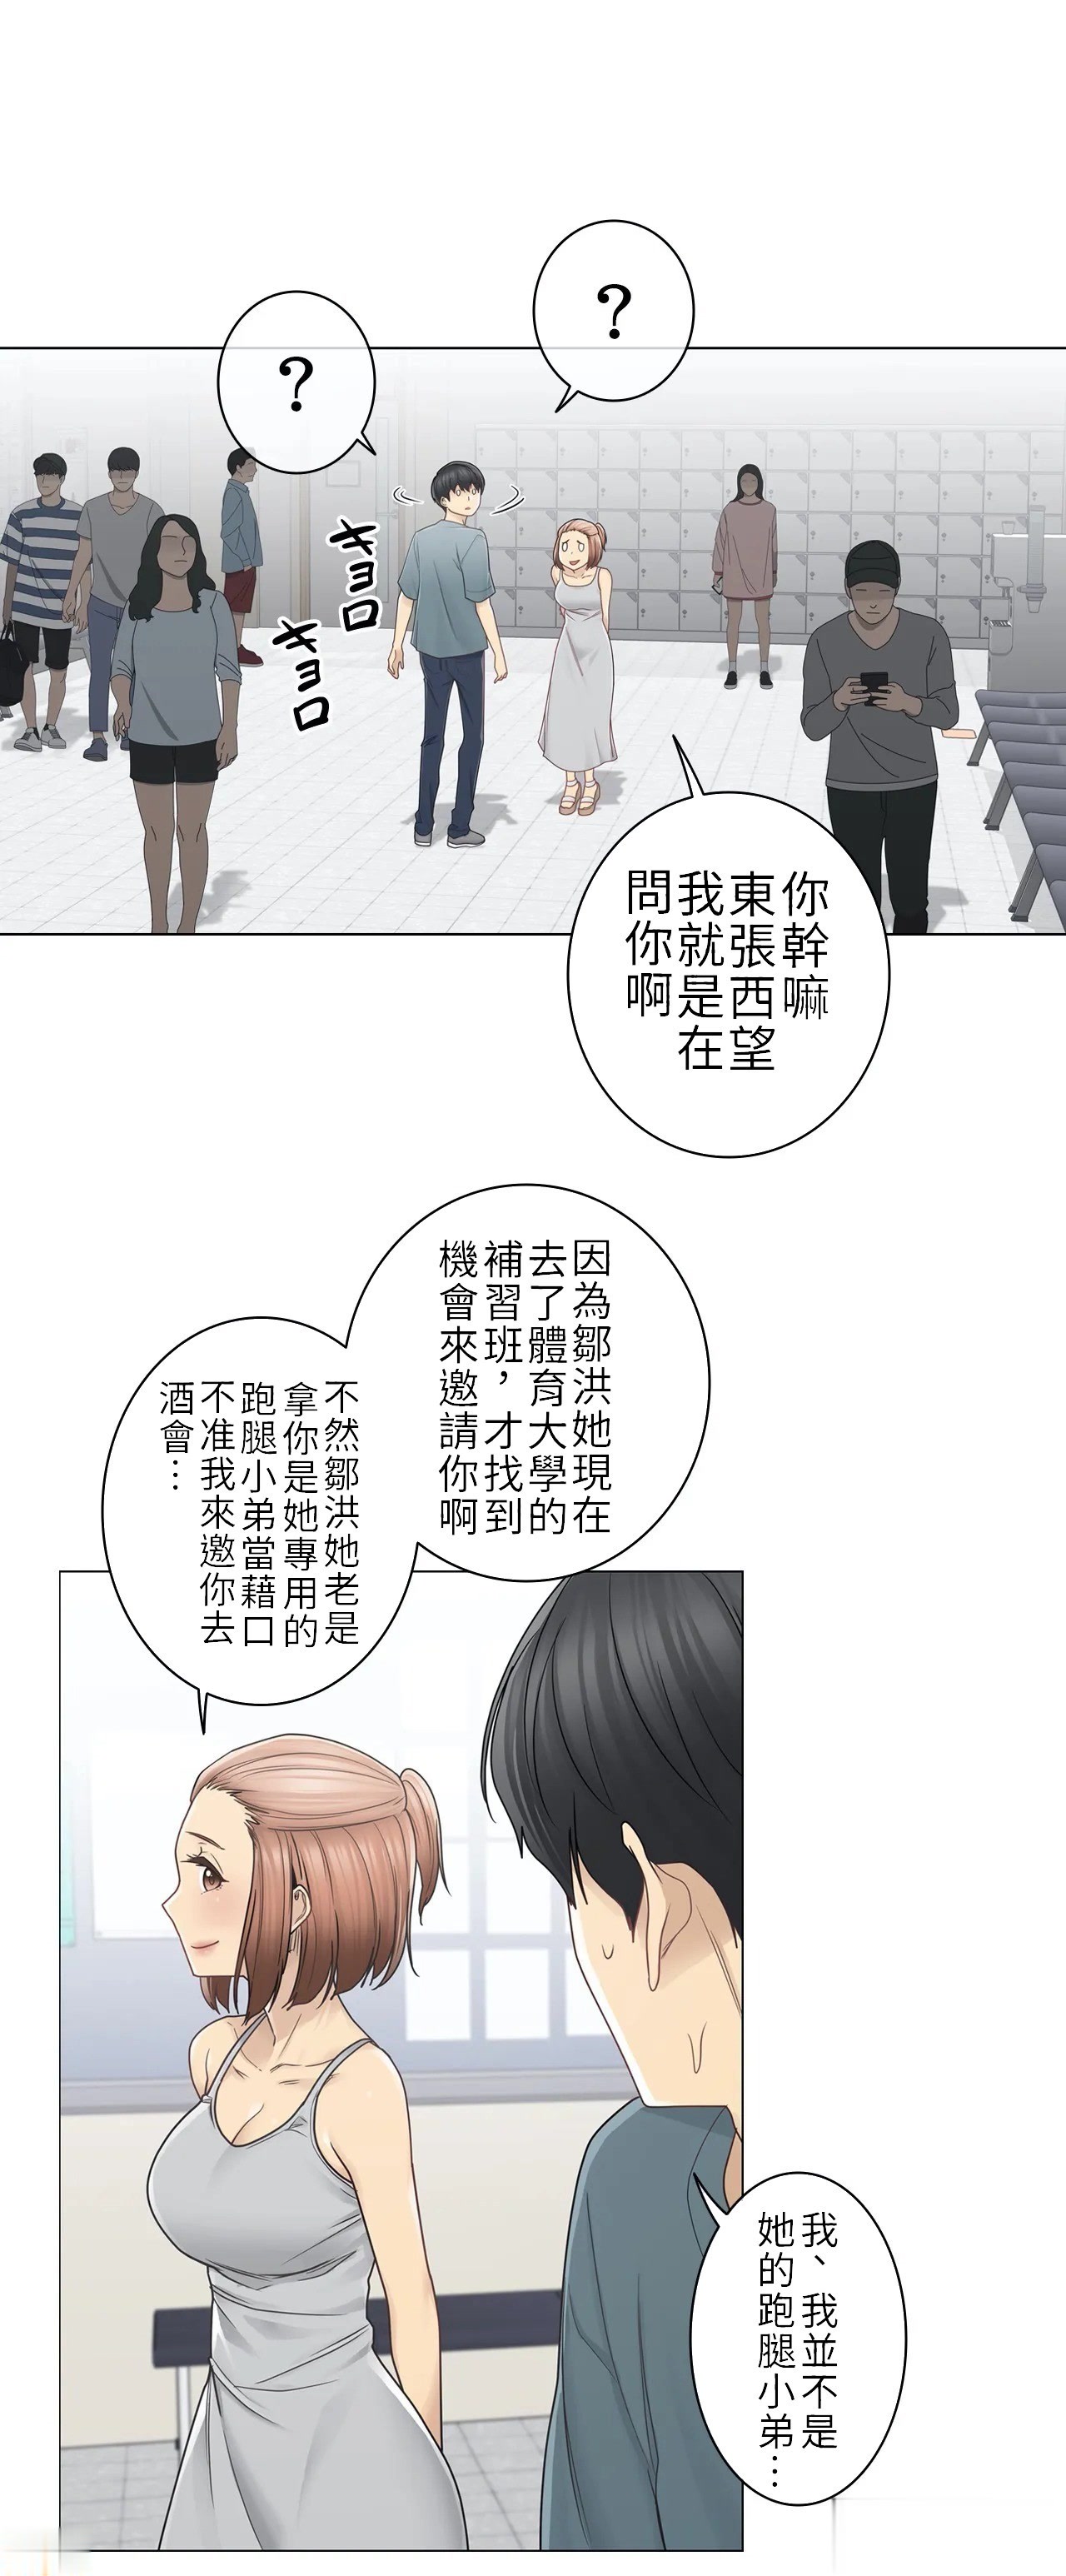 ?
?
キョロ
キョロ
你幹嘛
東張西望
我就是在
問你啊
因為鄒洪她現在
去了體育大學的
補習班，才找到
機會來邀請你啊
不然鄒洪她老是
拿你是她專用的
跑腿小弟當藉口
不准我來邀你去
酒會…
我、我並不是
她的跑腿小弟…